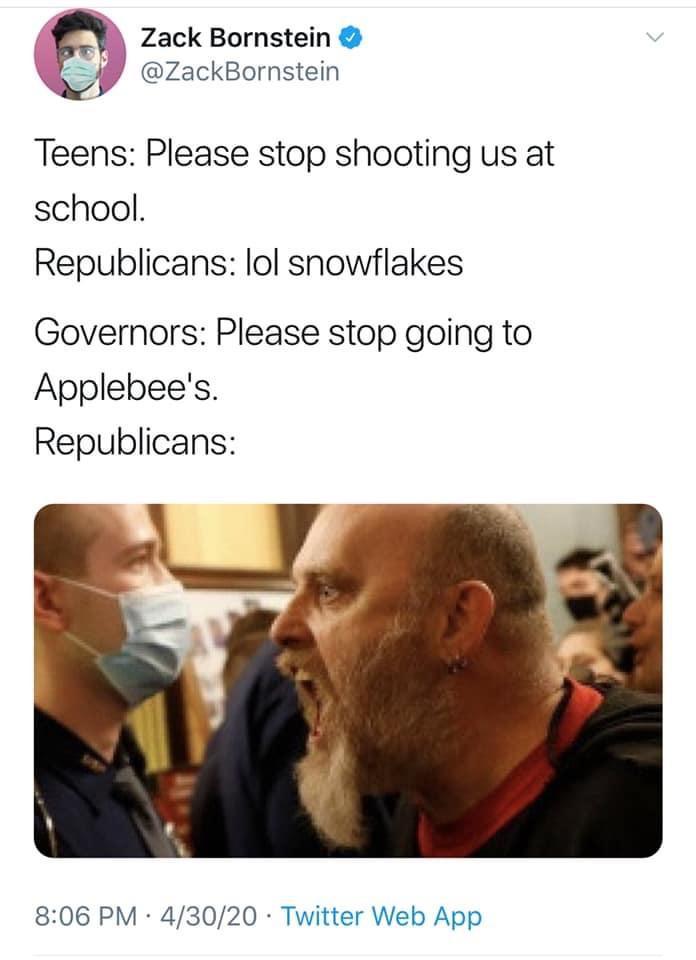 Zack Bornstein
@ZackBornstein
Teens: Please stop shooting us at
school.
Republicans: lol snowflakes
Governors: Please stop going to
Applebee's.
Republicans:
8:06 PM · 4/30/20 · Twitter Web App